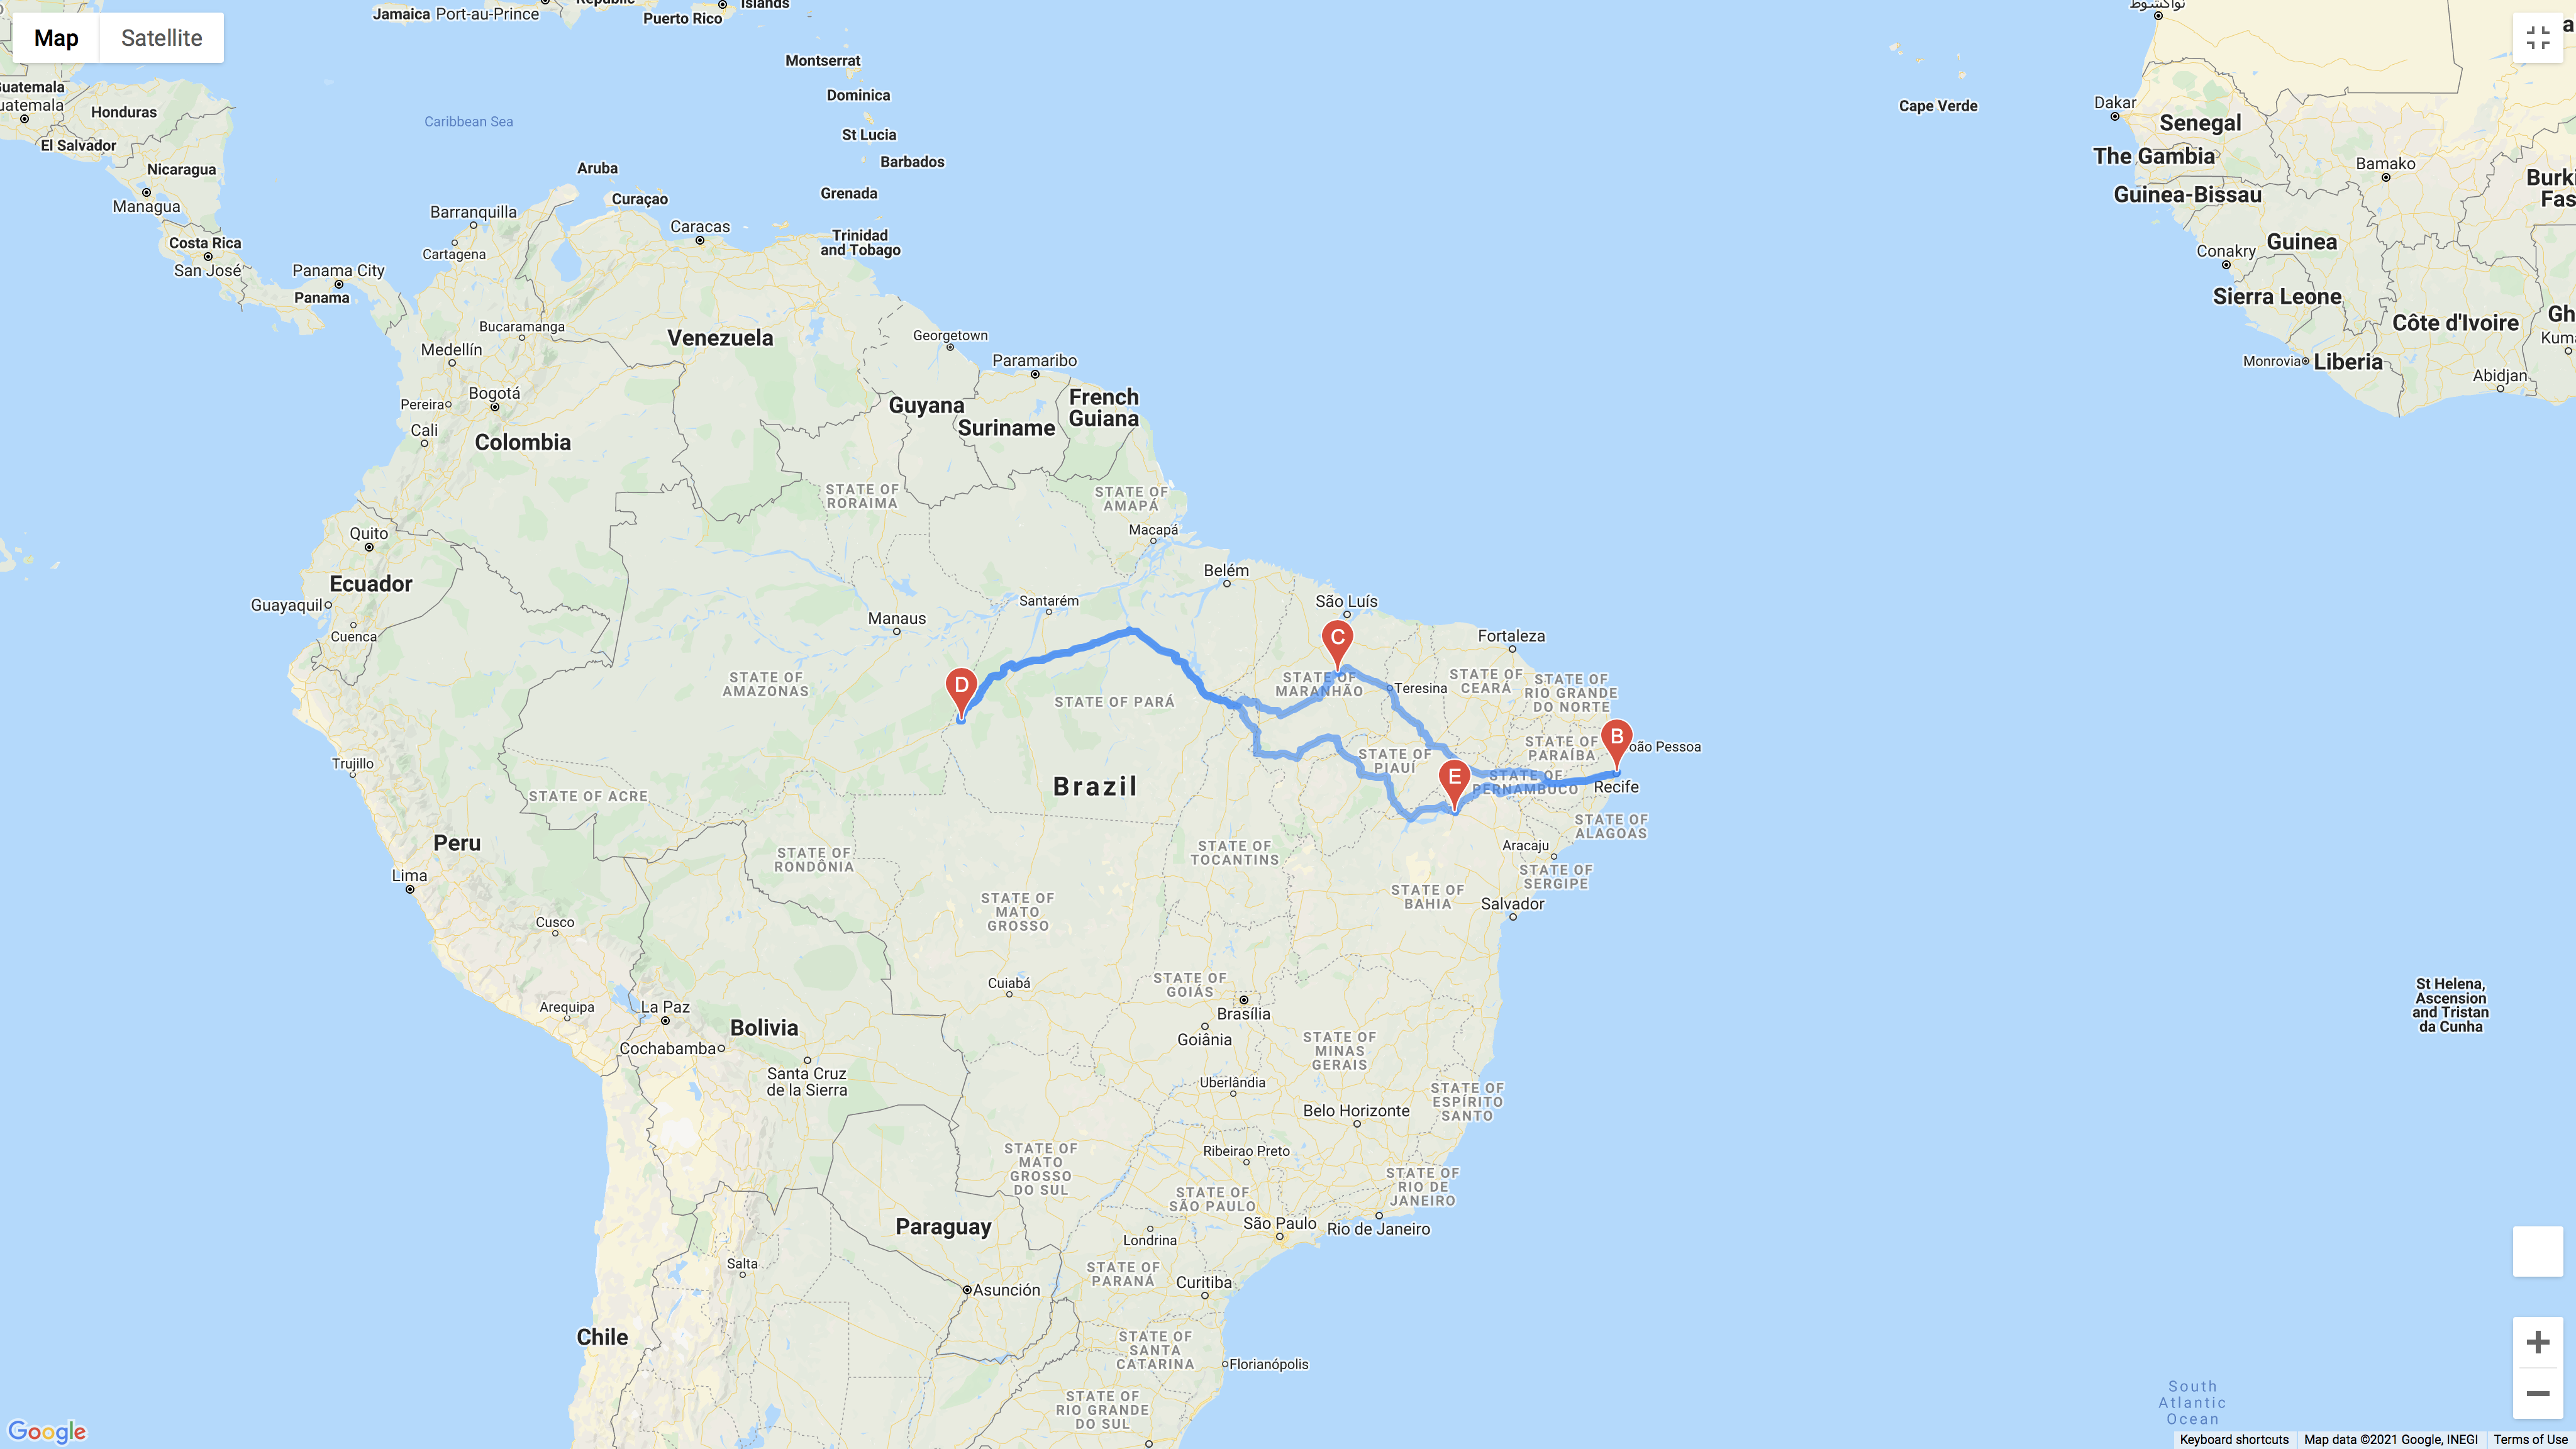 Map
Satellite
Jamaica
Port-au-Prince
Puerto Rico
Islands
Montserrat
Dominica
St Lucia
Barbados
Grenada
Aruba
Curaçao
Trinidad
and Tobago
Caribbean Sea
Cape Verde
نواكشوط
Honduras
El Salvador
Nicaragua
Managua
Costa Rica
San José
Panama City
Panama
Barranquilla
Cartagena
Caracas
Bucaramanga
Medellín
Bogotá
Pereira
Cali
Colombia
Venezuela
Georgetown
Paramaribo
Guyana
Suriname
French
Guiana
Dakar
Senegal
The Gambia
Guinea-Bissau
Bamako
Guinea
Conakry
Sierra Leone
Monrovia
Liberia
Côte d'Ivoire
Abidjan
Quito
Ecuador
Guayaquil
Cuenca
STATE OF
RORAIMA
STATE OF
AMAPÁ
Macapá
Belém
Santarém
Manaus
São Luís
Fortaleza
STATE OF
AMAZONAS
STATE OF PARÁ
STATE OF
MARANHÃO
Teresina
STATE OF
CEARÁ
STATE OF
RIO GRANDE
DO NORTE
C
D
B
E
STATE OF
PIAUÍ
STATE OF
PARAÍBA
oão Pessoa
STATE OF
PERNAMBUCO
Recife
STATE OF
ALAGOAS
Trujillo
STATE OF ACRE
Brazil
Peru
Lima
STATE OF
RONDÔNIA
STATE OF
TOCANTINS
Aracaju
STATE OF
SERGIPE
STATE OF
BAHIA
Salvador
STATE OF
MATO
GROSSO
Cusco
Cuiabá
STATE OF
GOIÁS
Brasília
Goiânia
Arequipa
La Paz
Bolivia
Cochabamba
Santa Cruz
de la Sierra
STATE OF
MINAS
GERAIS
Uberlândia
STATE OF
ESPÍRITO
SANTO
Belo Horizonte
St Helena,
Ascension
and Tristan
da Cunha
STATE OF
MATO
GROSSO
DO SUL
Ribeirao Preto
STATE OF
SÃO PAULO
STATE OF
RIO DE
JANEIRO
São Paulo
Rio de Janeiro
Paraguay
Londrina
Salta
STATE OF
PARANÁ
Curitiba
Asunción
Chile
STATE OF
SANTA
CATARINA
Florianópolis
STATE OF
RIO GRANDE
DO SUL
South
Atlantic
Ocean
Google
Keyboard shortcuts
Map data ©2021 Google, INEGI
Terms of Use